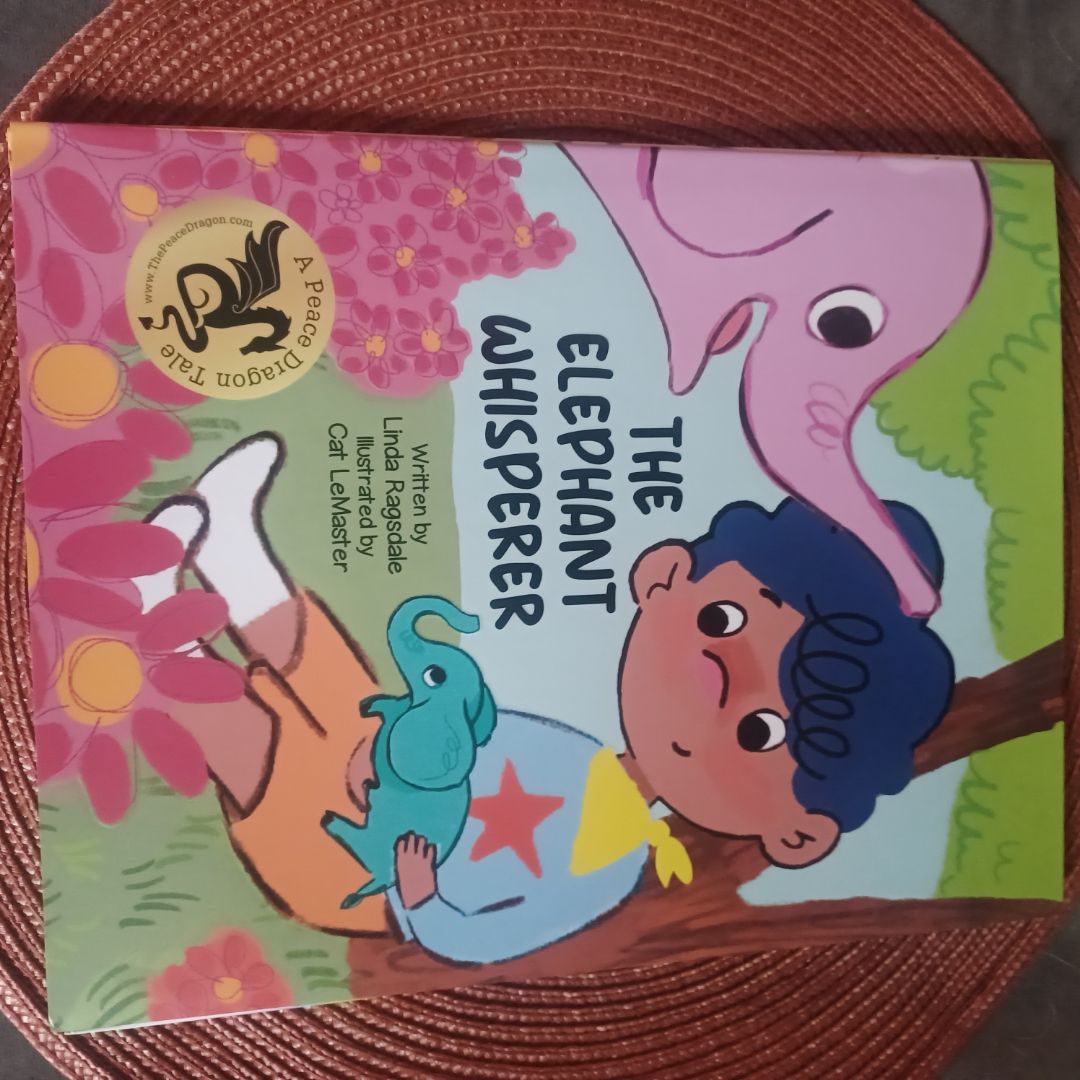 THE
ELEPHANT
WHISPERER
Written by
Linda Ragsdale
Illustrated by
Cat LeMaster
A Peace Dragon Tale
www.ThePeaceDragon.com